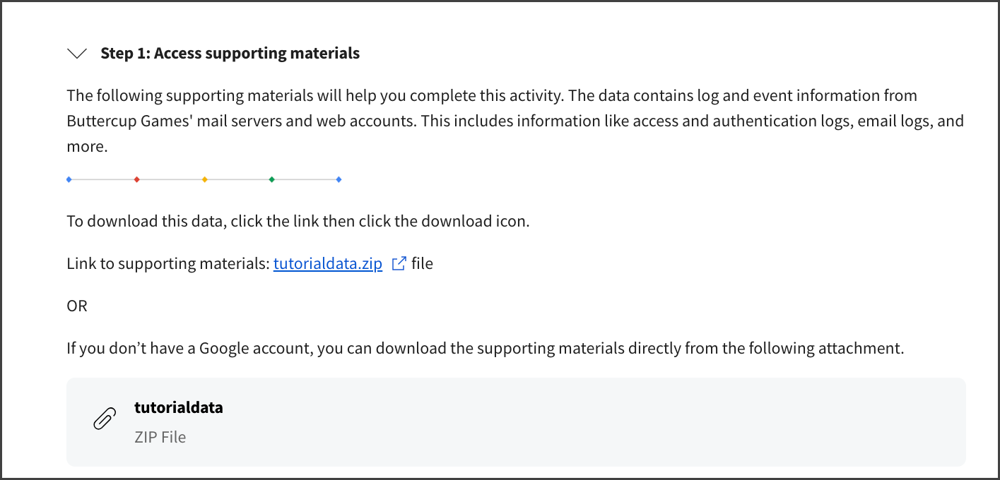 Step 1: Access supporting materials
The following supporting materials will help you complete this activity. The data contains log and event information from
Buttercup Games' mail servers and web accounts. This includes information like access and authentication logs, email logs, and
more.
To download this data, click the link then click the download icon.
Link to supporting materials: tutorialdata.zip file
OR
If you don’t have a Google account, you can download the supporting materials directly from the following attachment.
tutorialdata
ZIP File